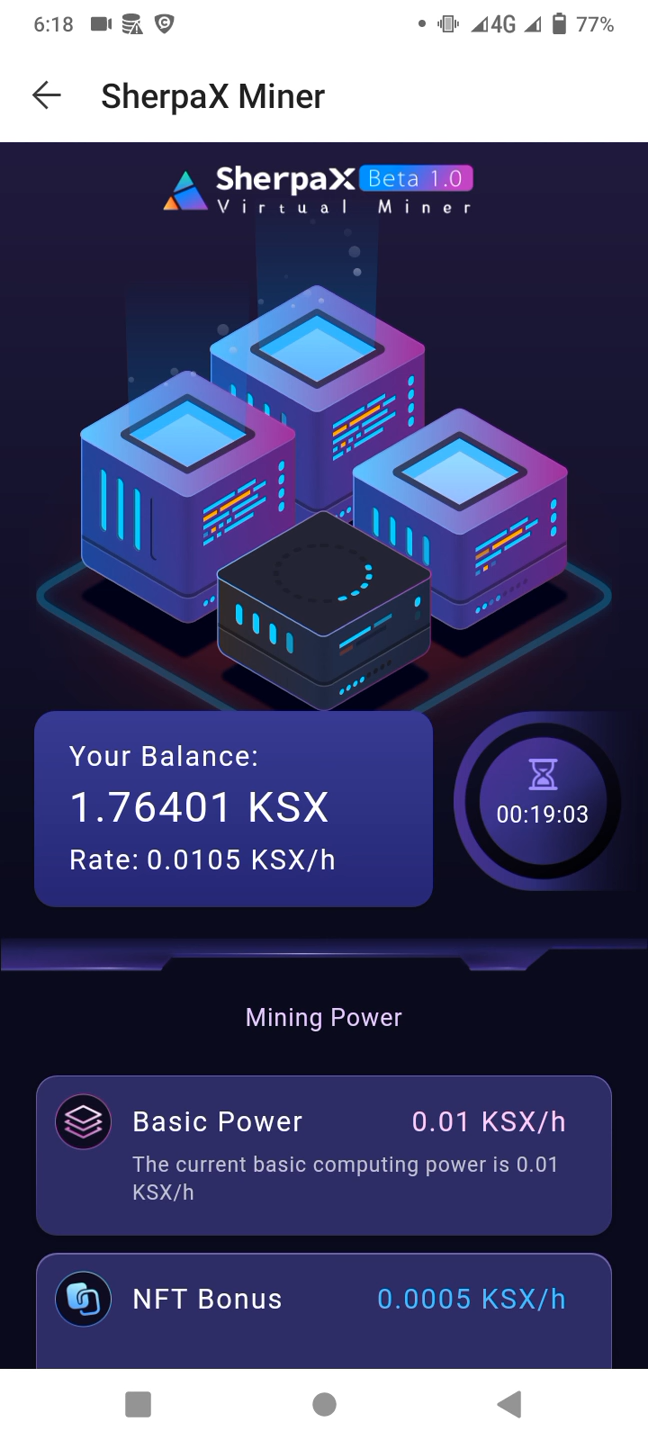 6:18 4G 77%
SherpaX Miner
SherpaX Beta 1.0
Virtual Miner
Your Balance:
1.76401 KSX
Rate: 0.0105 KSX/h
00:19:03
Mining Power
Basic Power 0.01 KSX/h
The current basic computing power is 0.01
KSX/h
NFT Bonus 0.0005 KSX/h